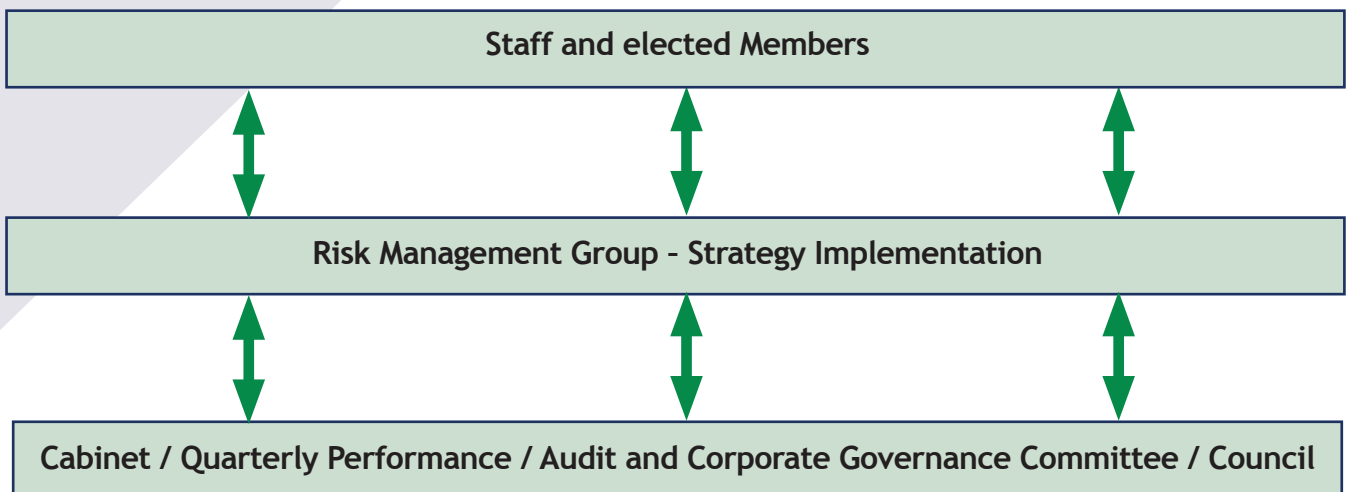 Staff and elected Members
Risk Management Group – Strategy Implementation
Cabinet / Quarterly Performance / Audit and Corporate Governance Committee / Council